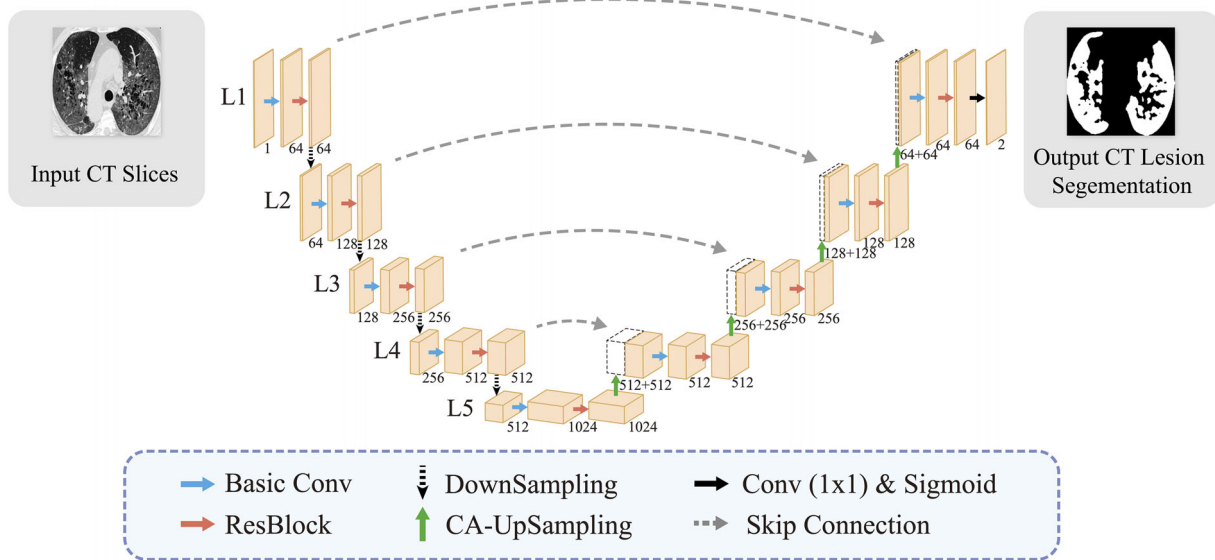 Input CT Slices
Output CT Lesion
Segementation
L1
1
64
64
64+64
64
64
2
L2
64
128
128
128+128
128
128
L3
128
256
256
256+256
256
256
L4
256
512
512
512+512
512
512
L5
512
1024
1024
Basic Conv
DownSampling
Conv (1x1) & Sigmoid
ResBlock
CA-UpSampling
Skip Connection